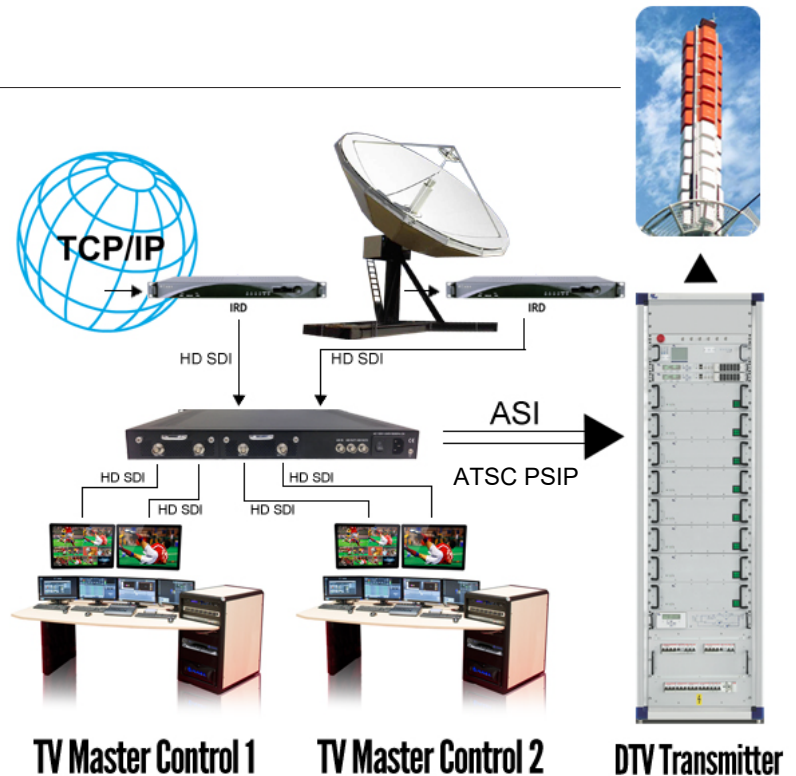 TCP/IP
IRD
IRD
HD SDI
HD SDI
ASI
ATSC PSIP
HD SDI
HD SDI
HD SDI
HD SDI
TV Master Control 1
TV Master Control 2
DTV Transmitter